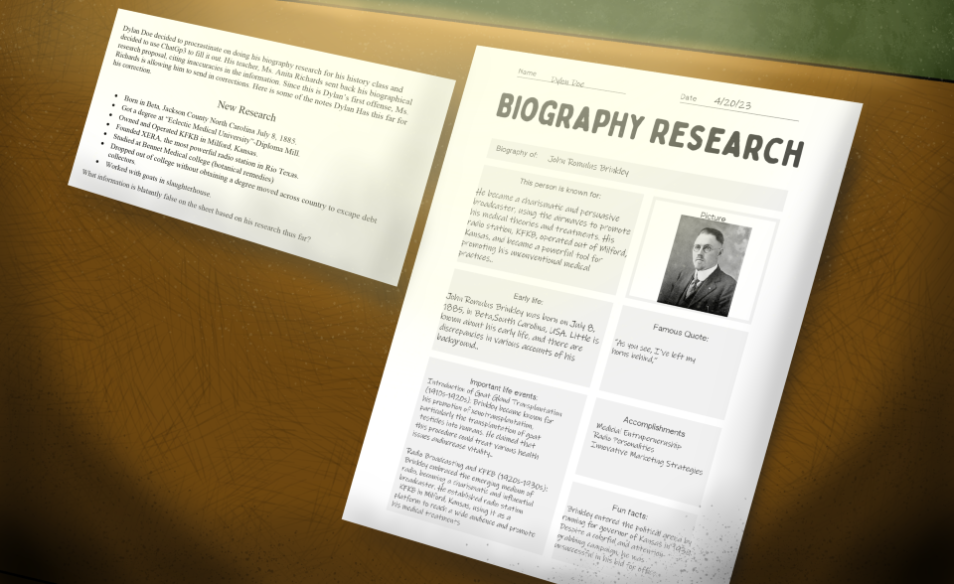 Dylan Doe decided to procrastinate on doing his biography research for his history class and
decided to use ChatGp3 to fill it out. His teacher, Ms. Anita Richards sent back his biographical
research proposal, citing inaccuracies in the information. Since this is Dylan's first offense, Ms.
Richards is allowing him to send in corrections. Here is some of the notes Dylan Has this far for
his correction.
New Research
• Born in Beta, Jackson County North Carolina July 8, 1885.
• Got a degree at "Eclectic Medical University"-Diploma Mill.
• Owned and Operated KFKB in Milford, Kansas.
• Founded XERA, the most powerful radio station in Rio Texas.
• Studied at Bennet Medical college (botanical remedies)
• Dropped out of college without obtaining a degree moved across country to escape debt
collectors.
• Worked with goats in slaughterhouse.
What information is blatantly false on the sheet based on his research thus far?
Name Dylan Doe
Date 4/20/23
BIOGRAPHY RESEARCH
Biography of: John Romulus Brinkley
This person is known for:
He became a charismatic and persuasive
broadcaster, using the airwaves to promote
his medical theories and treatments. His
radio station, KFKB, operated out of Milford,
Kansas, and became a powerful tool for
promoting his unconventional medical
practices..
Picture
Early life:
John Romulus Brinkley was born on July 8,
1885, in Beta,South Carolina, USA. Little is
known about his early life, and there are
discrepancies in various accounts of his
background..
Famous Quote:
"As you see, I've left my
horns behind."
Important life events:
Introduction of Goat Gland Transplantation
(1910s-1920s): Brinkley became known for
his promotion of xenotransplantation,
particularly the transplantation of goat
testicles into humans. He claimed that
this procedure could treat various health
issues andncrease vitality..
Radio Broadcasting and KFKB (1920s-1930s):
Brinkley embraced the emerging medium of
radio, becoming a charismatic and influential
broadcaster. He established radio station
KFKB in Milford, Kansas, using it as a
platform to reach a wide audience and promote
his medical treatments
Accomplishments
Medical Entrepreneurship
Radio Personalities
Innovative Marketing Strategies
Fun facts:
Brinkley entered the political arena by
running for governor of Kansas in
Despite a colorful and attention-
grabbing campaign, he was
unsuccessful in his bid for office